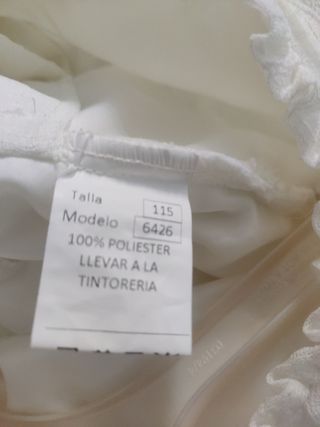 Talla 115
Modelo 6426
100% POLIESTER
LLEVAR A LA
TINTORERIA